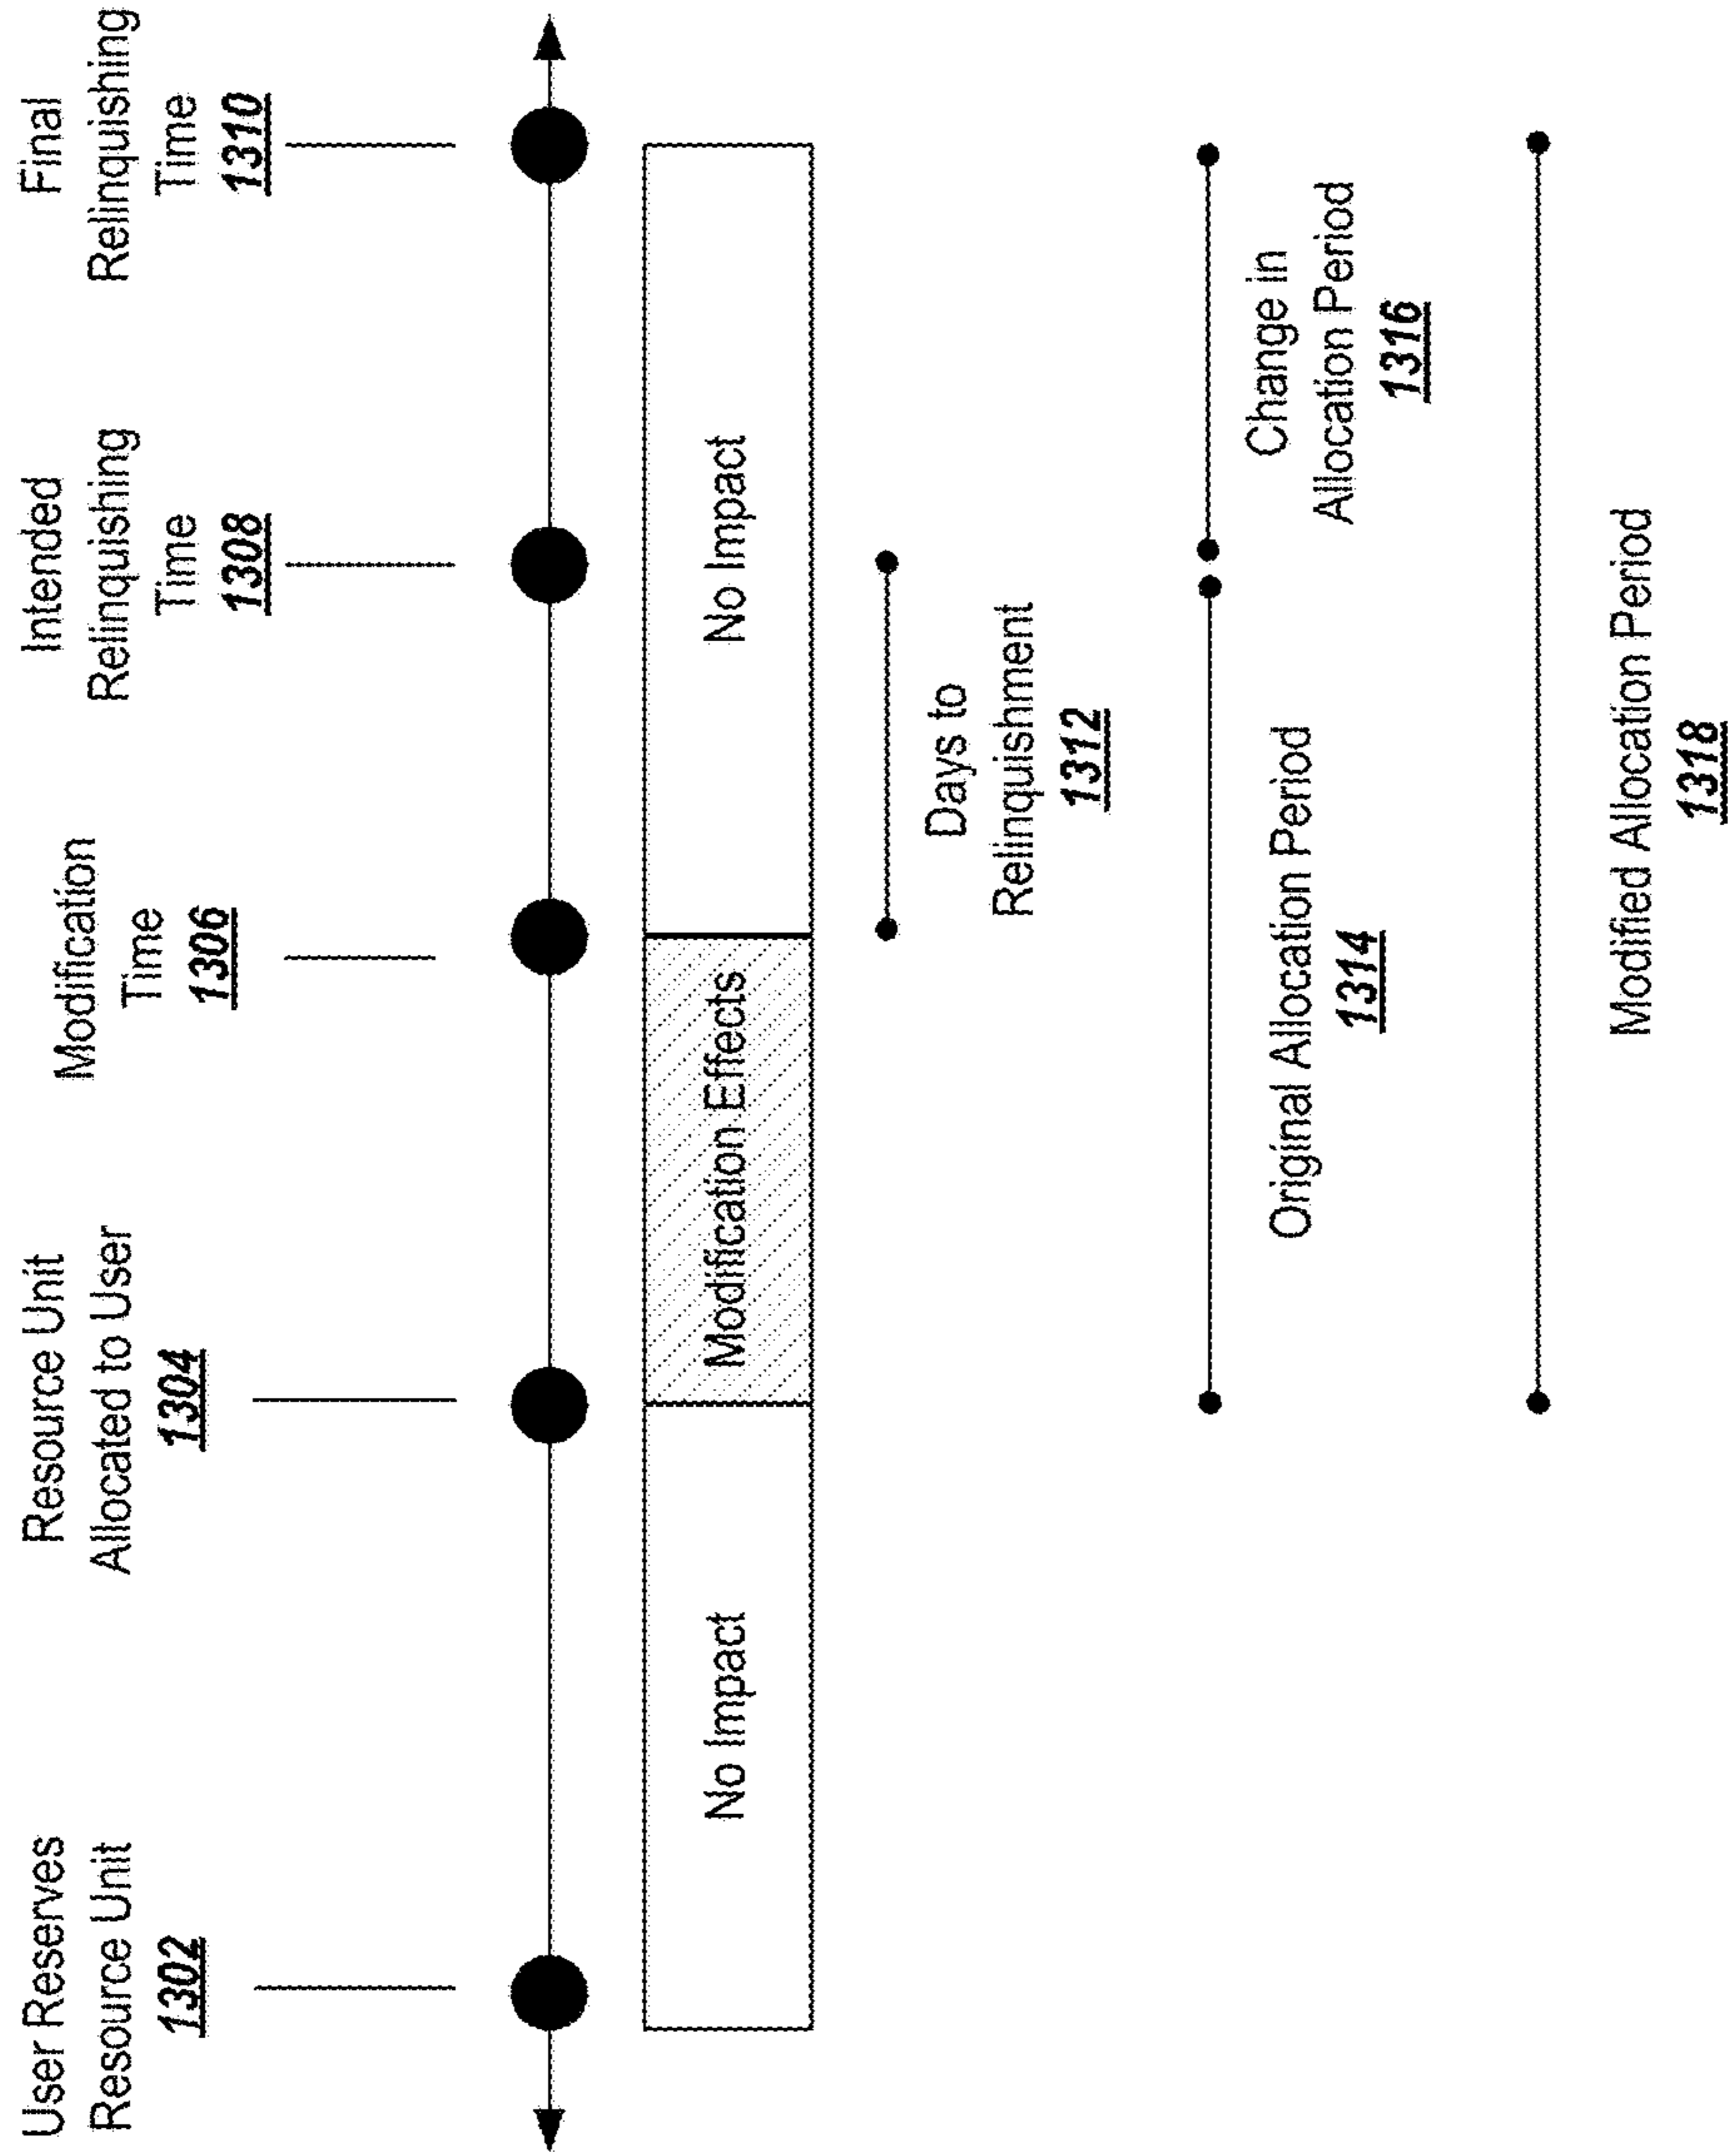 User Reserves
Resource Unit
1302
Resource Unit
Allocated to User
1304
Modification
Time
1306
Intended
Relinquishing
Time
1308
Final
Relinquishing
Time
1310
No Impact
Modification Effects
No Impact
Days to
Relinquishment
1312
Original Allocation Period
1314
Change in
Allocation Period
1316
Modified Allocation Period
1318